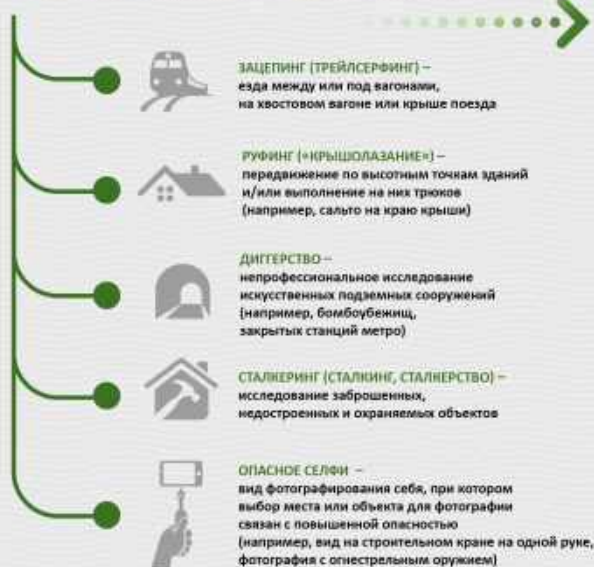 ЗАЦЕПИНГ (ТРЕЙЛСЕРФИНГ) –
езда между или под вагонами,
на хвостовом вагоне или крыше поезда
РУФИНГ («КРЫШОЛАЗАНИЕ») –
передвижение по высотным точкам зданий
и/или выполнение на них трюков
(например, сальто на краю крыши)
ДИГГЕРСТВО –
непрофессиональное исследование
искусственных подземных сооружений
(например, бомбоубежищ,
закрытых станций метро)
СТАЛКЕРИНГ (СТАЛКИНГ, СТАЛКЕРСТВО) –
исследование заброшенных,
недостроенных и охраняемых объектов
ОПАСНОЕ СЕЛФИ –
вид фотографирования себя, при котором
выбор места или объекта для фотографии
связан с повышенной опасностью
(например, вид на строительном кране на одной руке,
фотография с огнестрельным оружием)